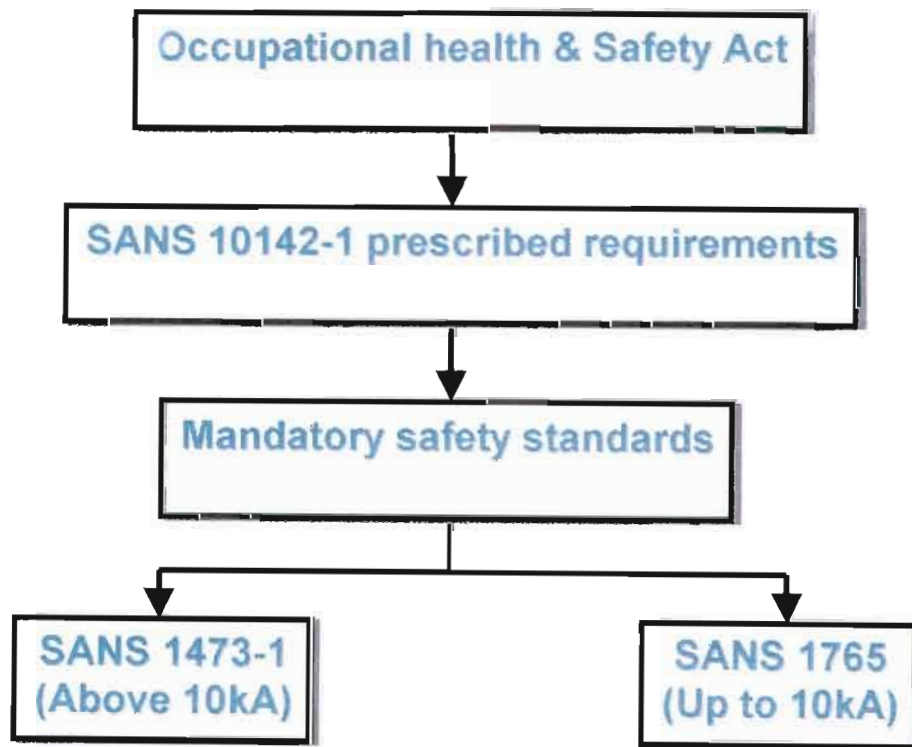 Occupational health & Safety Act
SANS 10142-1 prescribed requirements
Mandatory safety standards
SANS 1473-1
(Above 10kA)
SANS 1765
(Up to 10kA)